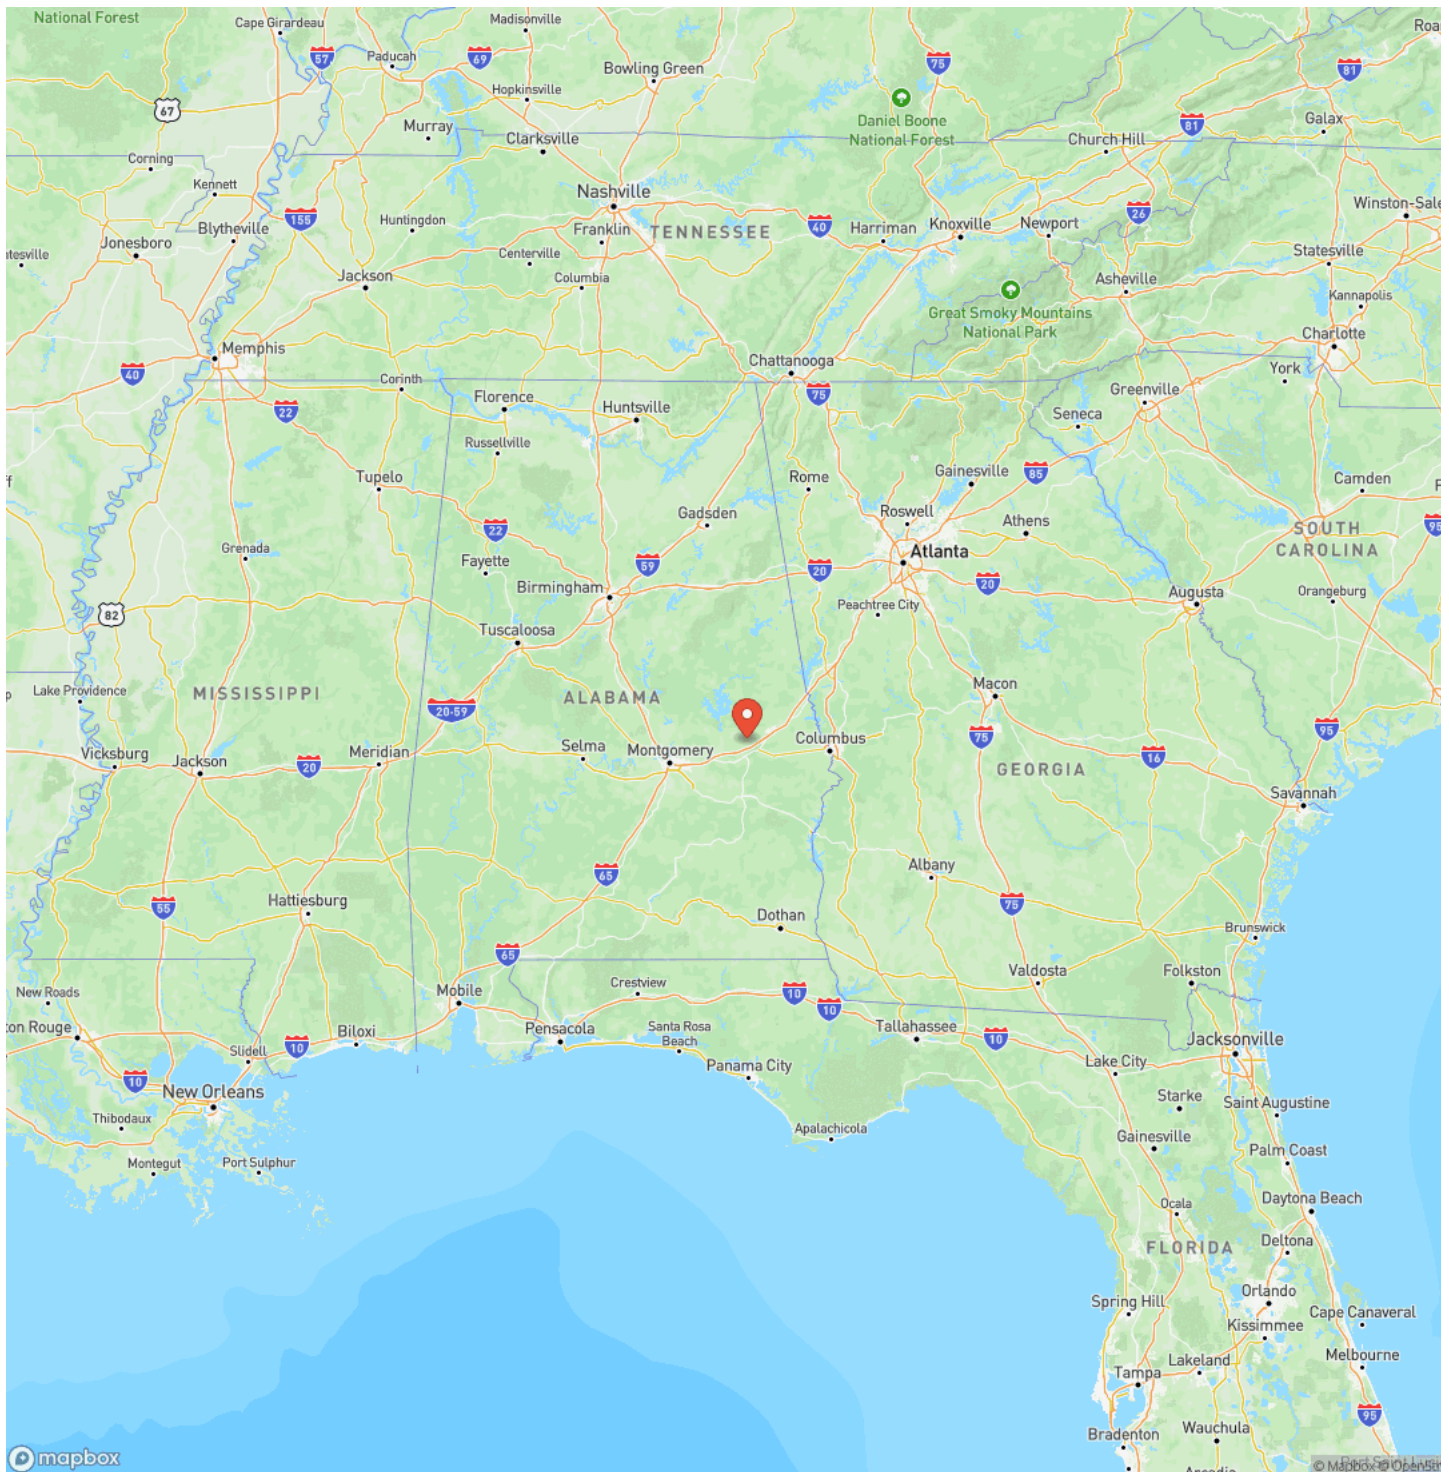 National Forest
Cape Girardeau
Madisonville
Roa
57
Paducah
69
75
81
Bowling Green
Hopkinsville
67
Daniel Boone
National Forest
Murray
Clarksville
81
Galax
Church Hill
Corning
Kennett
Nashville
Winston-Sale
155
Huntingdon
Blytheville
Franklin
TENNESSEE
40
Harriman
Knoxville
Newport
26
Jonesboro
Centerville
Statesville
ntesville
Jackson
Columbia
Asheville
Kannapolis
Great Smoky Mountains
National Park
Charlotte
Memphis
Chattanooga
40
Corinth
75
York
Greenville
Florence
Huntsville
22
Seneca
Russellville
Tupelo
Rome
Gainesville
85
Camden
ff
F
Gadsden
Roswell
Athens
22
SOUTH
CAROLINA
95
Grenada
Fayette
59
20
Atlanta
20
Birmingham
Augusta
Orangeburg
Peachtree City
82
Tuscaloosa
Lake Providence
p
MISSISSIPPI
ALABAMA
Macon
20-59
95
Vicksburg
Jackson
20
Meridian
Selma
Montgomery
Columbus
75
16
GEORGIA
Savannah
65
Albany
55
Hattiesburg
75
Dothan
Brunswick
65
New Roads
Mobile
Crestview
10
Valdosta
Folkston
10
ton Rouge
Biloxi
Pensacola
Santa Rosa
Beach
Tallahassee
10
Jacksonville
Slidell
10
Panama City
Lake City
10
New Orleans
Starke
Saint Augustine
Thibodaux
Apalachicola
Gainesville
Palm Coast
Montegut
Port Sulphur
Ocala
Daytona Beach
FLORIDA
Deltona
Orlando
Spring Hill
Cape Canaveral
Kissimmee
Lakeland
Melbourne
Tampa
95
Bradenton
Wauchula
mapbox
© Mapbox © OpenStr